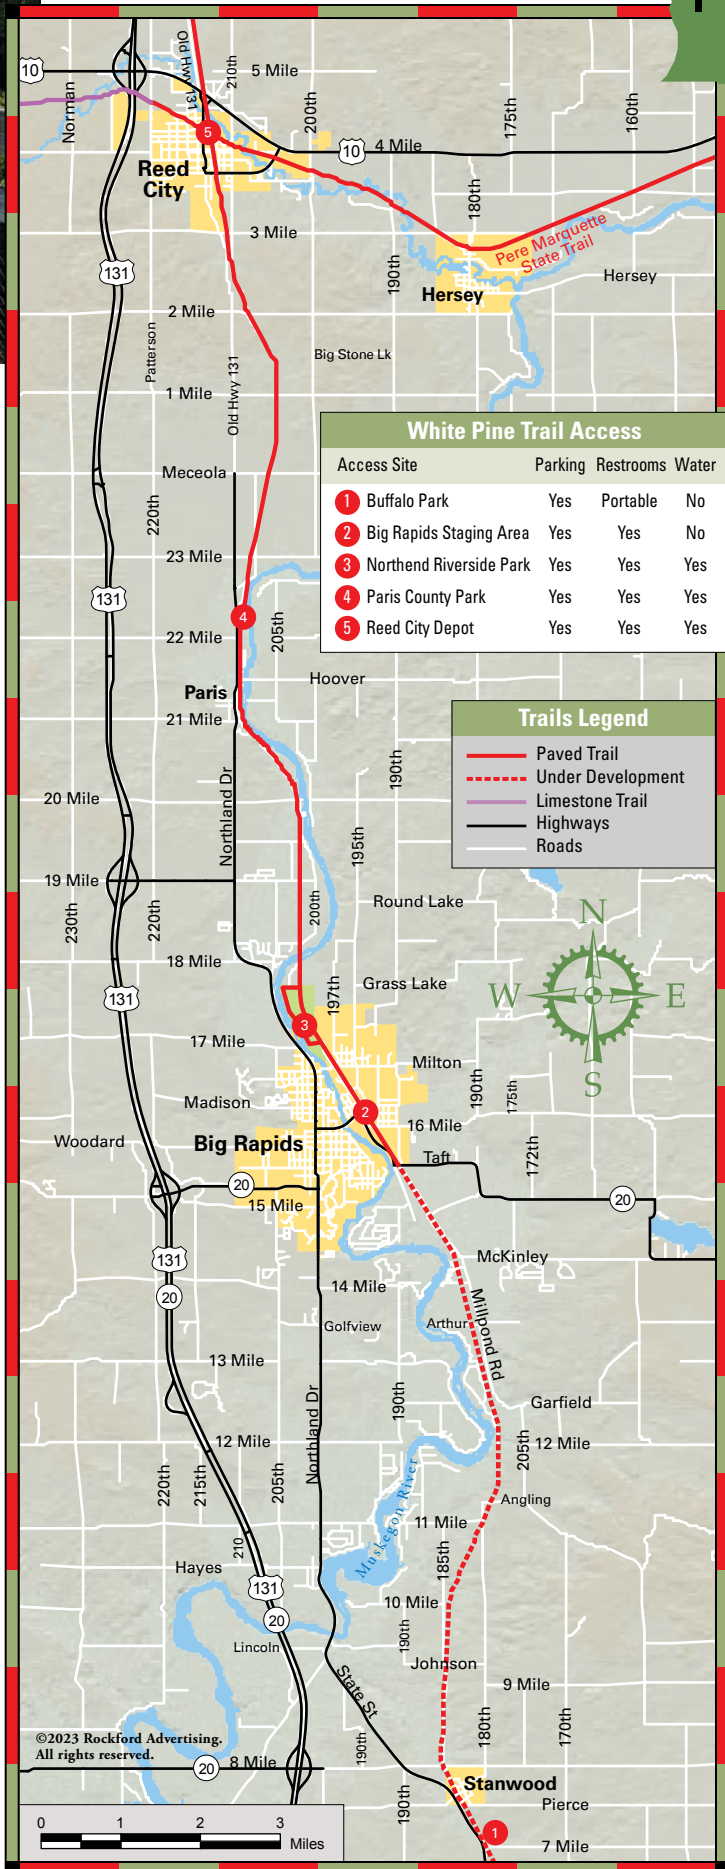 10
Old Hwy 131
210th
5 Mile
Norman
200th
175th
160th
5
10
4 Mile
Reed
City
180th
3 Mile
Pere Marquette
State Trail
131
190th
Hersey
Hersey
2 Mile
Patterson
Big Stone Lk
Old Hwy 131
1 Mile
White Pine Trail Access
Access Site Parking Restrooms Water
1 Buffalo Park Yes Portable No
2 Big Rapids Staging Area Yes Yes No
3 Northend Riverside Park Yes Yes Yes
4 Paris County Park Yes Yes Yes
5 Reed City Depot Yes Yes Yes
Meceola
220th
23 Mile
131
4
205th
22 Mile
Hoover
Paris
21 Mile
Trails Legend
Paved Trail
Under Development
Limestone Trail
Highways
Roads
190th
20 Mile
Northland Dr
195th
19 Mile
230th
220th
200th
Round Lake
N
W
E
S
18 Mile
Grass Lake
197th
131
3
17 Mile
Milton
190th
175th
Madison
2
16 Mile
Woodard
Big Rapids
Taft
172th
20
20
15 Mile
131
20
McKinley
14 Mile
Millpond Rd
Golfview
Arthur
13 Mile
Northland Dr
190th
Garfield
12 Mile
205th
12 Mile
220th
215th
205th
Muskegon River
Angling
11 Mile
210
185th
Hayes
131
20
10 Mile
190th
Lincoln
Johnson
State St
9 Mile
180th
170th
190th
©2023 Rockford Advertising.
All rights reserved.
20
8 Mile
Stanwood
190th
Pierce
1
7 Mile
0 1 2 3
Miles